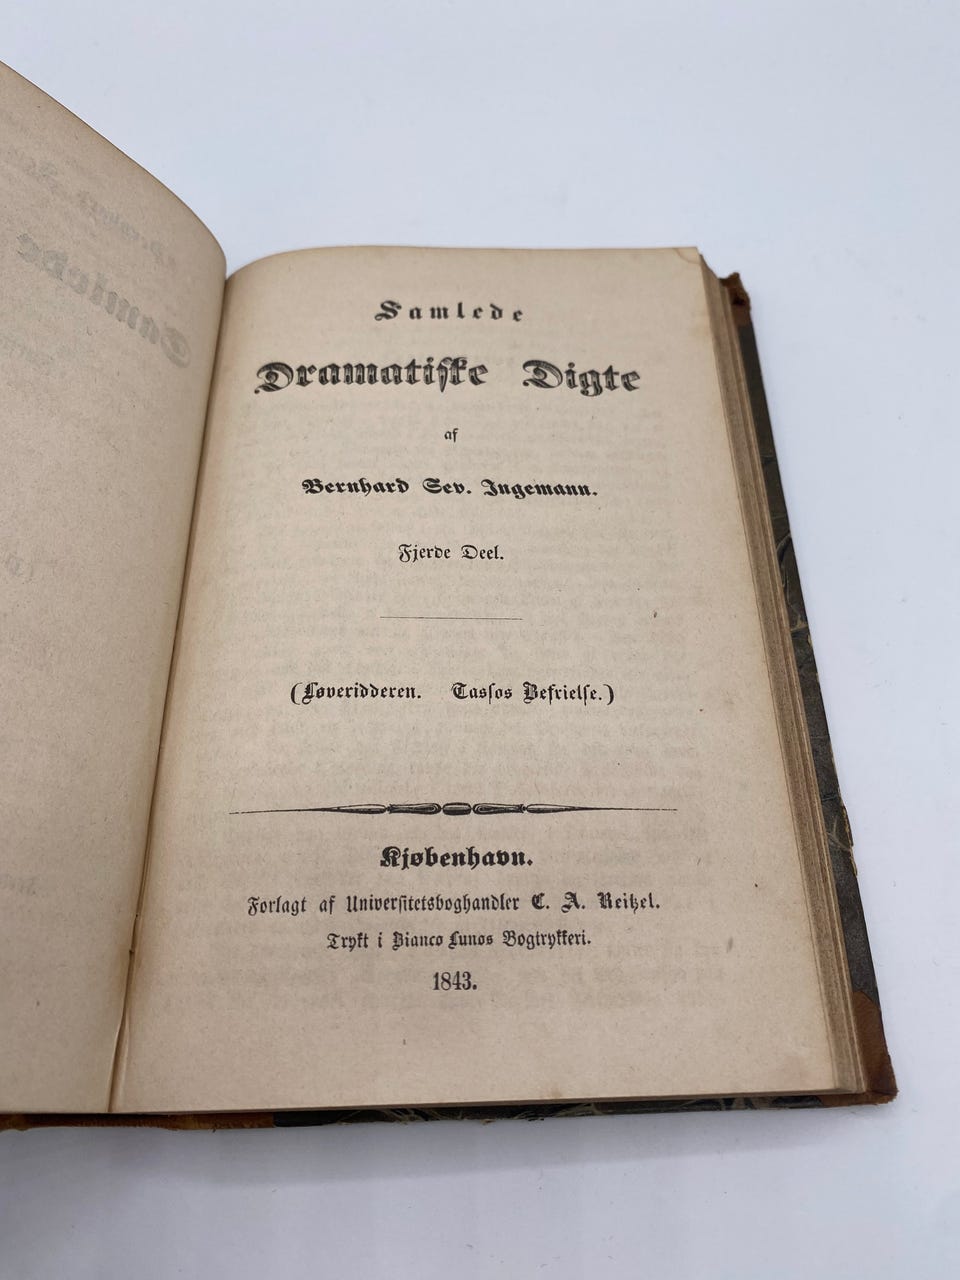 Samlede
Dramatiske Digte
af
Bernhard Sev. Ingemann.
Fjerde Deel.
(Løveridderen. Tassos Befrielse.)
Kjøbenhavn.
Forlagt af Universitetsboghandler C. A. Reitzel.
Trykt i Bianco Lunos Bogtrykkeri.
1843.